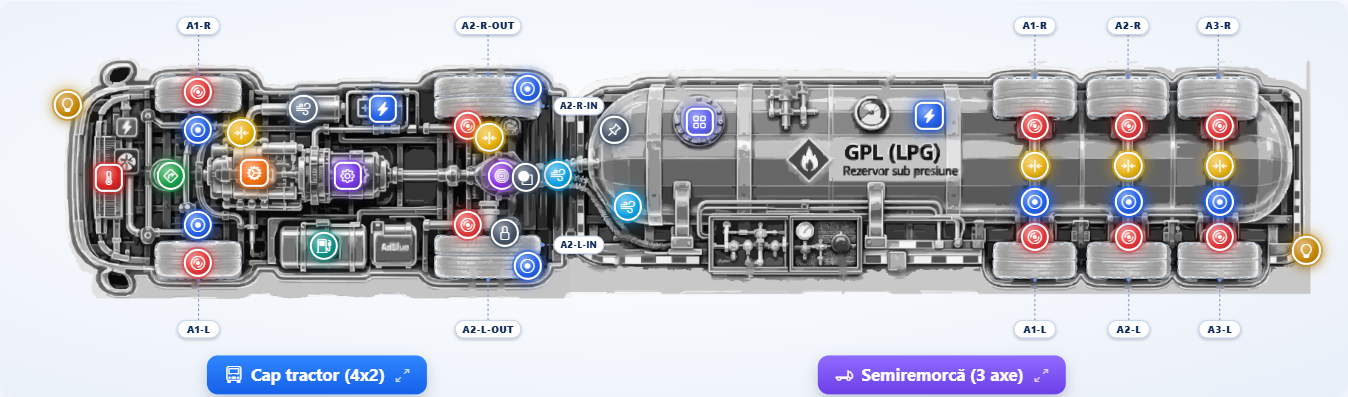 A1-R
A2-R-OUT
A1-R
A2-R
A3-R
A2-R-IN
GPL (LPG)
Rezervor sub presiune
AdBlue
A2-L-IN
A1-L
A2-L-OUT
A1-L
A2-L
A3-L
Cap tractor (4x2)
Semiremorcă (3 axe)